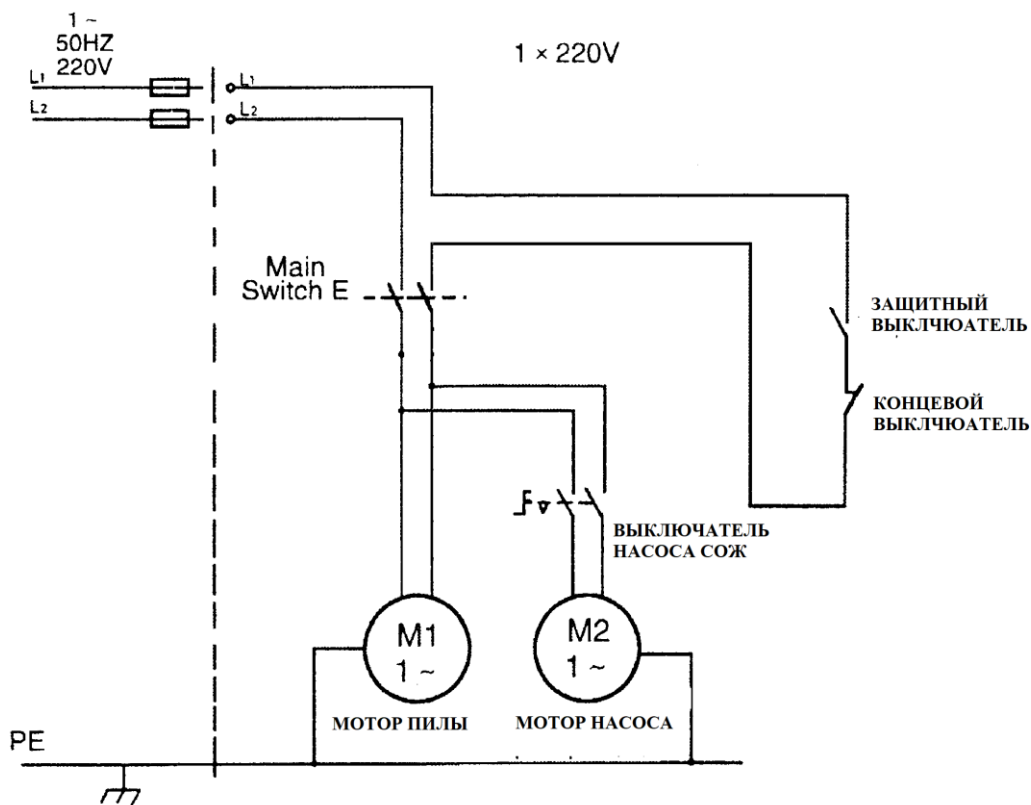 1 ~
50HZ
220V
1 × 220V
L1
L1
L2
L2
Main
Switch E
ЗАЩИТНЫЙ
ВЫКЛЧЮАТЕЛЬ
КОНЦЕВОЙ
ВЫКЛЧЮАТЕЛЬ
ВЫКЛЮЧАТЕЛЬ
НАСОСА СОЖ
M1
1 ~
M2
1 ~
МОТОР ПИЛЫ
МОТОР НАСОСА
PE